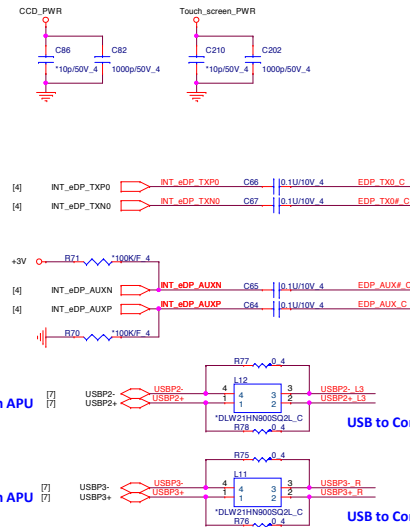 CCD_PWR
Touch_screen_PWR
C86
C82
C210
C202
*10p/50V_4
1000p/50V_4
*10p/50V_4
1000p/50V_4
[4] INT_eDP_TXP0 INT_eDP_TXP0 C66 0.1U/10V_4 EDP_TX0_C
[4] INT_eDP_TXN0 INT_eDP_TXN0 C67 0.1U/10V_4 EDP_TX0#_C
+3V R71 *100K/F_4
[4] INT_eDP_AUXN INT_eDP_AUXN C65 0.1U/10V_4 EDP_AUX#_C
[4] INT_eDP_AUXP INT_eDP_AUXP C64 0.1U/10V_4 EDP_AUX_C
R70 *100K/F_4
R77 0_4
L12
APU [7] USBP2- USBP2- 4 4 3 3 USBP2-_L3
[7] USBP2+ USBP2+ 1 1 2 2 USBP2+_L3
*DLW21HN900SQ2L_C
R78 0_4
USB to
R75 0_4
L11
APU [7] USBP3- USBP3- 4 4 3 3 USBP3-_R
[7] USBP3+ USBP3+ 1 1 2 2 USBP3+_R
*DLW21HN900SQ2L_C
R76 0_4
USB to